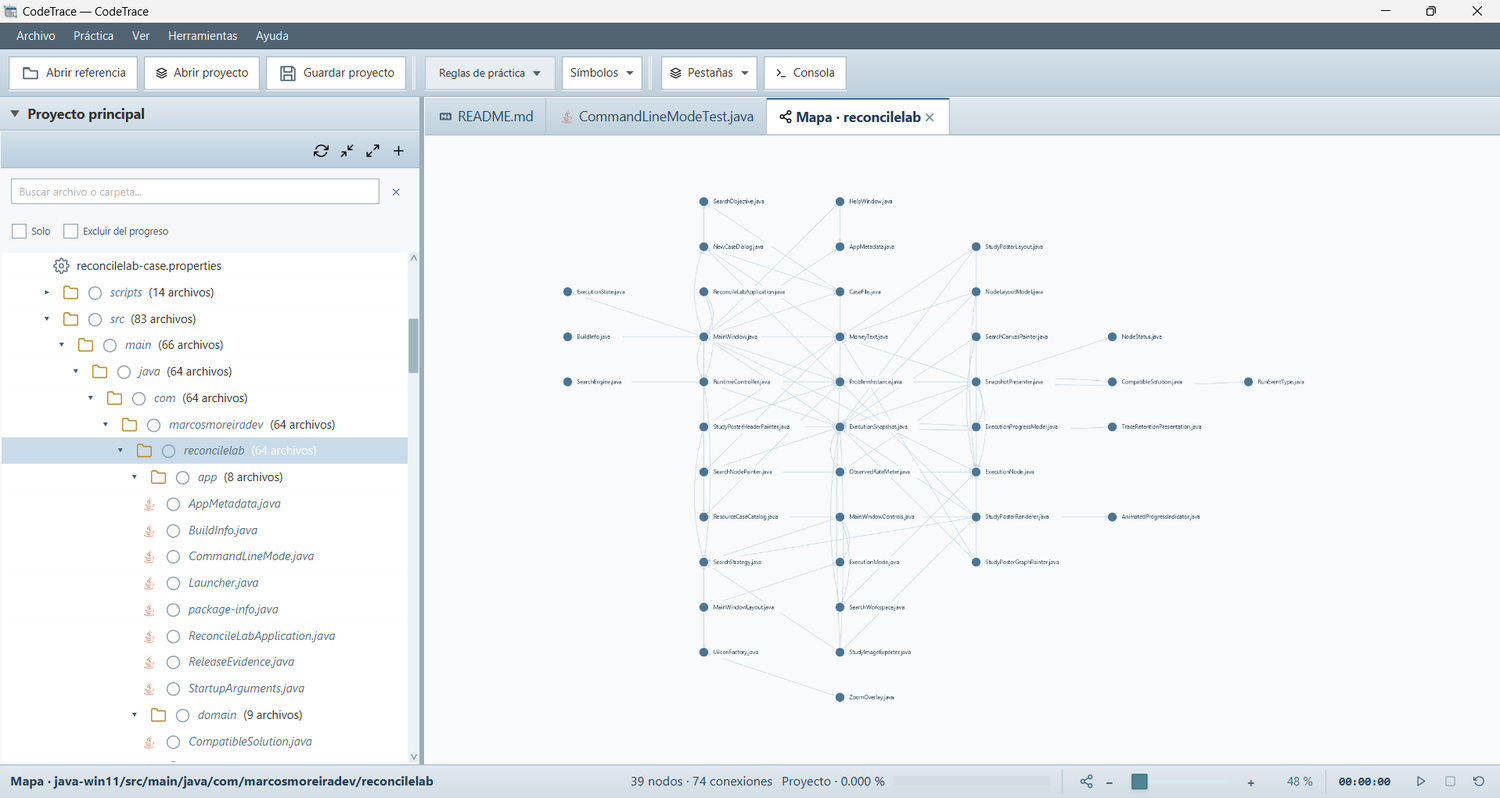 CodeTrace — CodeTrace
Archivo Práctica Ver Herramientas Ayuda
Abrir referencia Abrir proyecto Guardar proyecto Reglas de práctica Símbolos Pestañas Consola
Proyecto principal
README.md CommandLineModeTest.java Mapa · reconcilelab
Buscar archivo o carpeta...
Solo Excluir del progreso
reconcilelab-case.properties
scripts (14 archivos)
src (83 archivos)
main (66 archivos)
java (64 archivos)
com (64 archivos)
marcosmoreiradev (64 archivos)
reconcilelab (64 archivos)
app (8 archivos)
AppMetadata.java
BuildInfo.java
CommandLineMode.java
Launcher.java
package-info.java
ReconcileLabApplication.java
ReleaseEvidence.java
StartupArguments.java
domain (9 archivos)
CompatibleSolution.java
SearchObjective.java HelpWindow.java
NewCaseDialog.java AppMetadata.java StudyPosterLayout.java
ExecutionState.java ReconcileLabApplication.java CaseFile.java NodeLayoutModel.java
BuildInfo.java MainWindow.java MoneyText.java SearchCanvasPainter.java NodeStatus.java
SearchEngine.java RuntimeController.java ProblemInstance.java SnapshotPresenter.java CompatibleSolution.java RunEventType.java
StudyPosterHeaderPainter.java ExecutionSnapshot.java ExecutionProgressModel.java TraceRetentionPresentation.java
SearchNodePainter.java ObservedRateMeter.java ExecutionNode.java
ResourceCaseCatalog.java MainWindowControls.java StudyPosterRenderer.java AnimatedProgressIndicator.java
SearchStrategy.java ExecutionMode.java StudyPosterGraphPainter.java
MainWindowLayout.java SearchWorkspace.java
UiIconFactory.java StudyImageExporter.java
ZoomOverlay.java
Mapa · java-win11/src/main/java/com/marcosmoreiradev/reconcilelab 39 nodos · 74 conexiones Proyecto · 0.000 % 48 % 00:00:00